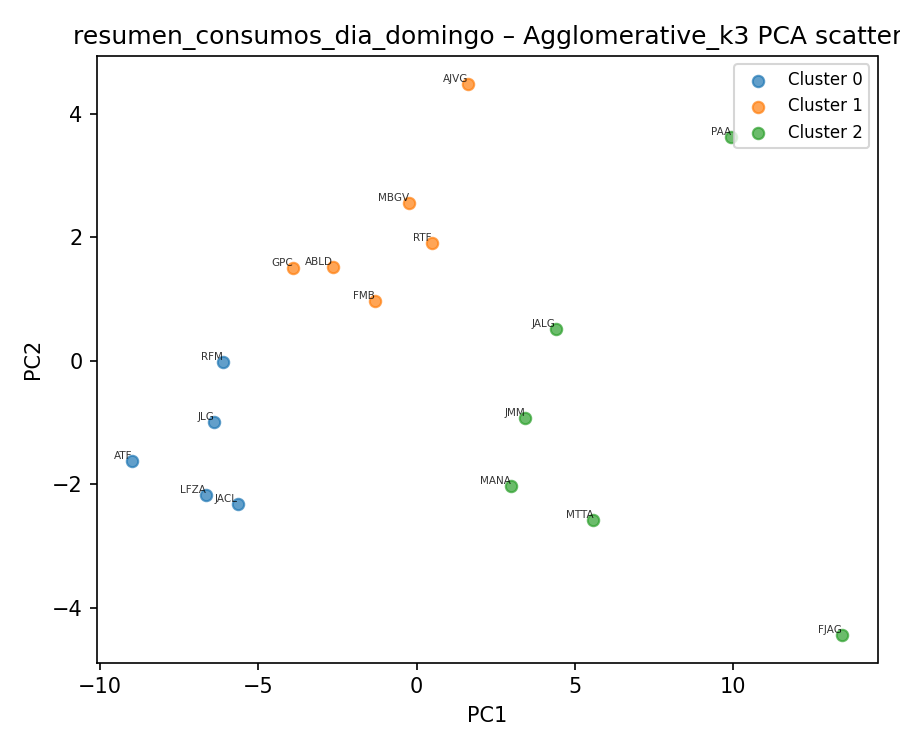 resumen_consumos_dia_domingo – Agglomerative_k3 PCA scatter
Cluster 0
Cluster 1
Cluster 2
AJVG
PAA
MBGV
RTF
GPC
ABLD
FMB
JALG
RFM
JLG
JMM
ATF
LFZA
JACL
MANA
MTTA
FJAG
4
2
0
−2
−4
PC2
−10
−5
0
5
10
PC1